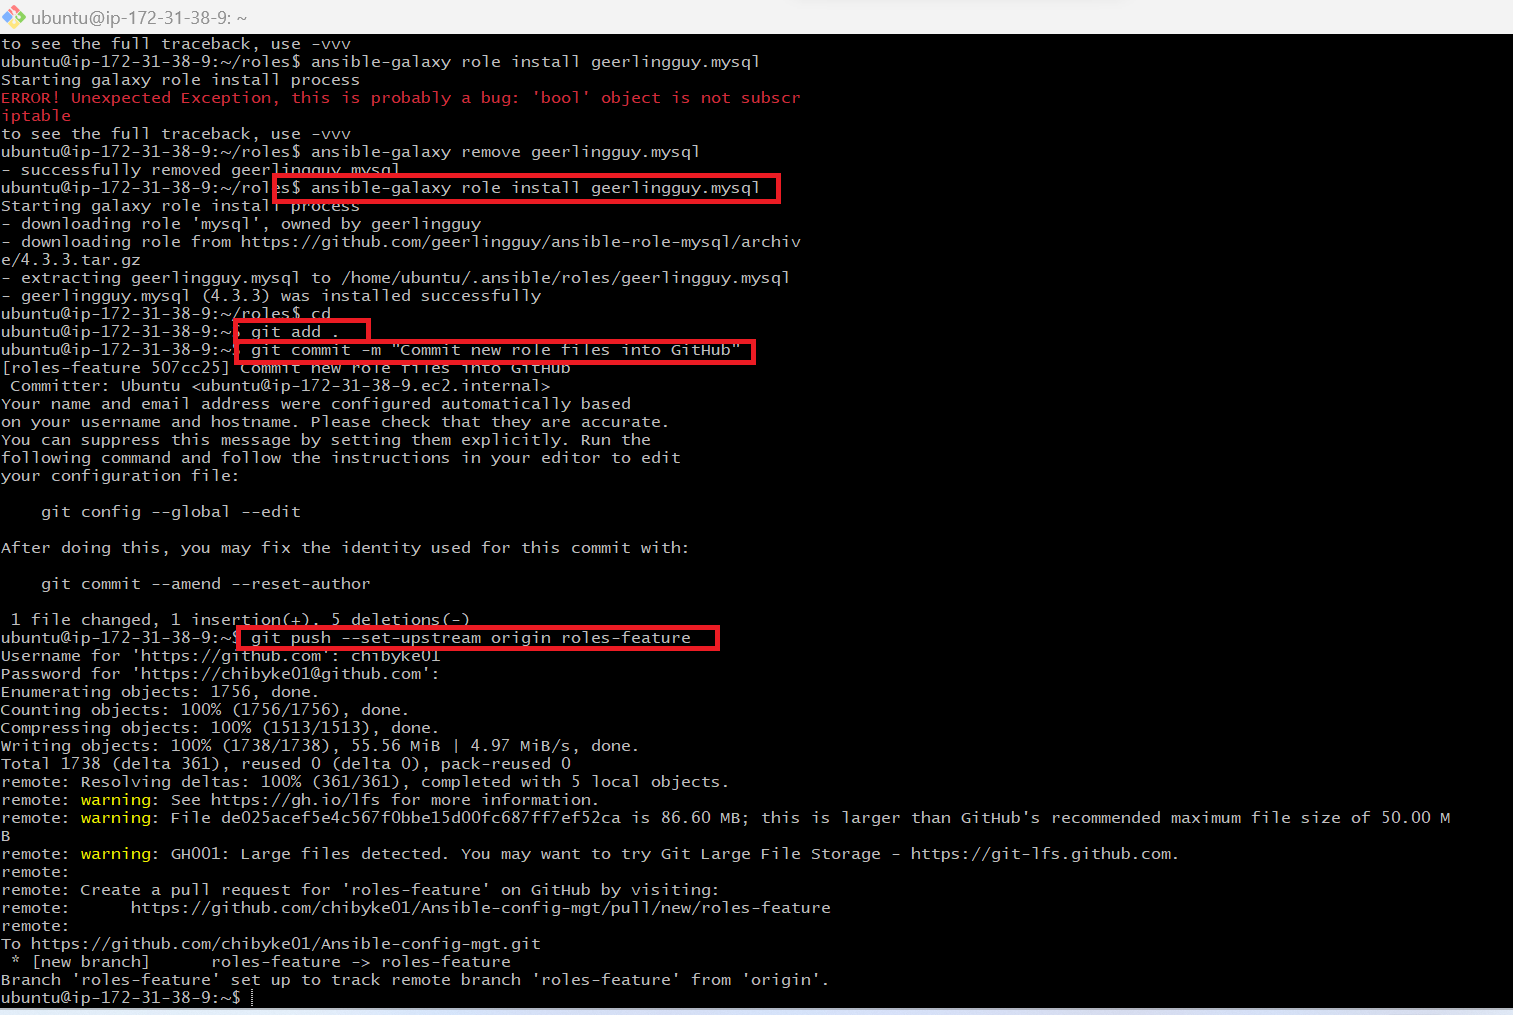 ubuntu@ip-172-31-38-9: ~
to see the full traceback, use -vvv
ubuntu@ip-172-31-38-9:~/roles$ ansible-galaxy role install geerlingguy.mysql
Starting galaxy role install process
ERROR! Unexpected Exception, this is probably a bug: 'bool' object is not subscr
iptable
to see the full traceback, use -vvv
ubuntu@ip-172-31-38-9:~/roles$ ansible-galaxy remove geerlingguy.mysql
- successfully removed geerlingguy.mysql
ubuntu@ip-172-31-38-9:~/roles$ ansible-galaxy role install geerlingguy.mysql
Starting galaxy role install process
- downloading role 'mysql', owned by geerlingguy
- downloading role from https://github.com/geerlingguy/ansible-role-mysql/archiv
e/4.3.3.tar.gz
- extracting geerlingguy.mysql to /home/ubuntu/.ansible/roles/geerlingguy.mysql
- geerlingguy.mysql (4.3.3) was installed successfully
ubuntu@ip-172-31-38-9:~/roles$ cd
ubuntu@ip-172-31-38-9:~$ git add .
ubuntu@ip-172-31-38-9:~$ git commit -m "Commit new role files into GitHub"
[roles-feature 507cc25] Commit new role files into GitHub
 Committer: Ubuntu <ubuntu@ip-172-31-38-9.ec2.internal>
Your name and email address were configured automatically based
on your username and hostname. Please check that they are accurate.
You can suppress this message by setting them explicitly. Run the
following command and follow the instructions in your editor to edit
your configuration file:
    git config --global --edit
After doing this, you may fix the identity used for this commit with:
    git commit --amend --reset-author
 1 file changed, 1 insertion(+), 5 deletions(-)
ubuntu@ip-172-31-38-9:~$ git push --set-upstream origin roles-feature
Username for 'https://github.com': chibyke01
Password for 'https://chibyke01@github.com':
Enumerating objects: 1756, done.
Counting objects: 100% (1756/1756), done.
Compressing objects: 100% (1513/1513), done.
Writing objects: 100% (1738/1738), 55.56 MiB | 4.97 MiB/s, done.
Total 1738 (delta 361), reused 0 (delta 0), pack-reused 0
remote: Resolving deltas: 100% (361/361), completed with 5 local objects.
remote: warning: See https://gh.io/lfs for more information.
remote: warning: File de025acef5e4c567f0bbe15d00fc687ff7ef52ca is 86.60 MB; this is larger than GitHub's recommended maximum file size of 50.00 M
B
remote: warning: GH001: Large files detected. You may want to try Git Large File Storage - https://git-lfs.github.com.
remote:
remote: Create a pull request for 'roles-feature' on GitHub by visiting:
remote:      https://github.com/chibyke01/Ansible-config-mgt/pull/new/roles-feature
remote:
To https://github.com/chibyke01/Ansible-config-mgt.git
 * [new branch]      roles-feature -> roles-feature
Branch 'roles-feature' set up to track remote branch 'roles-feature' from 'origin'.
ubuntu@ip-172-31-38-9:~$